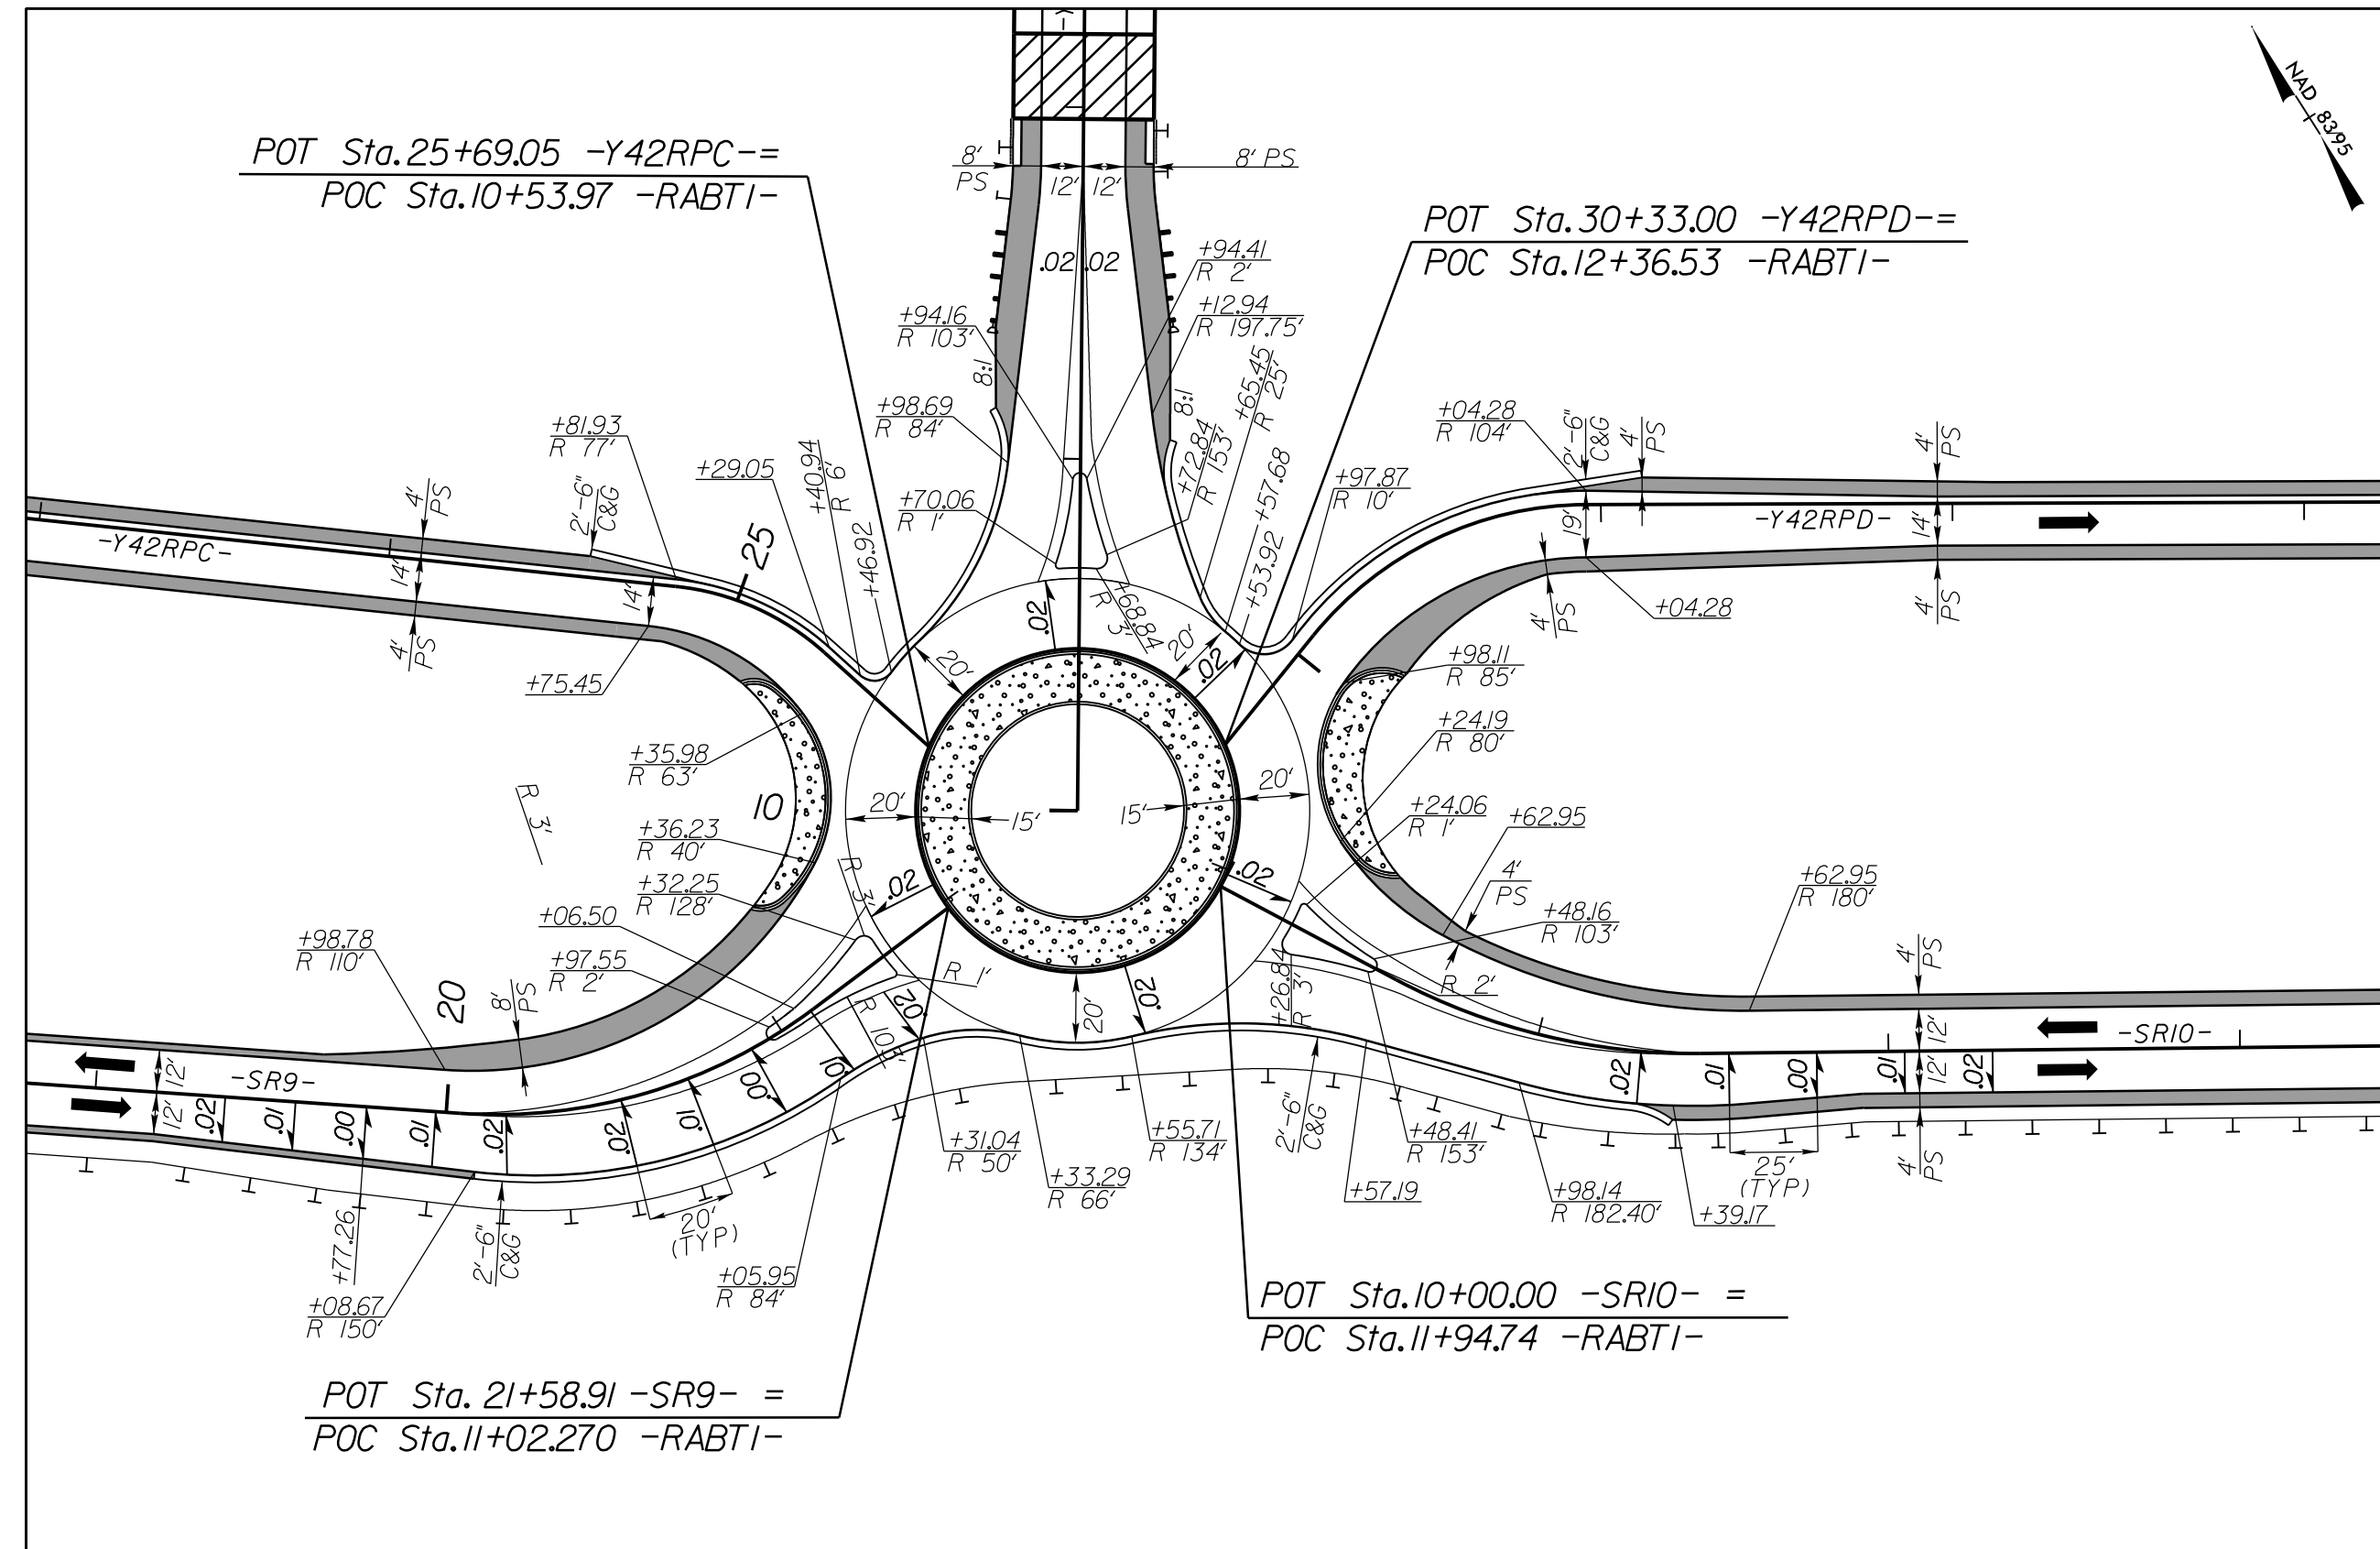 NAD 83/95
POT Sta.25+69.05 -Y42RPC-=
POC Sta.10+53.97 -RABT1-
8'
PS
12'
12'
8' PS
POT Sta.30+33.00 -Y42RPD-=
POC Sta.12+36.53 -RABT1-
.02
.02
+94.41
R 2'
+94.16
R 103'
+12.94
R 197.75'
8:1
8:1
+65.45
R 25'
+98.69
R 84'
+72.84
R 153'
+81.93
R 77'
+29.05
+40.94
R 6'
+46.92
+70.06
R 1'
+57.68
+53.92
+97.87
R 10'
+04.28
R 104'
2'-6"
C&G
4'
PS
4'
PS
4'
PS
2'-6"
C&G
25
-Y42RPC-
14'
14'
4'
PS
+75.45
19'
-Y42RPD-
14'
4'
PS
4'
PS
+04.28
.02
+68.84
R 3'
20'
20'
.02
+98.11
R 85'
+24.19
R 80'
+35.98
R 63'
R 3'
10
20'
15'
15'
20'
+24.06
R 1'
+62.95
+36.23
R 40'
+32.25
R 128'
R 3'
.02
.02
4'
PS
+62.95
R 180'
+06.50
+98.78
R 110'
+97.55
R 2'
+48.16
R 103'
R 2'
R 1'
20
8'
PS
R 103'
.02
20'
.02
+26.84
R 3'
4'
PS
-SR9-
12'
12'
.02
.01
.00
.01
.02
.02
.01
.00
.01
12'
-SR10-
12'
.02
.01
.00
.01
.02
+31.04
R 50'
+33.29
R 66'
+55.71
R 134'
2'-6"
C&G
+48.41
R 153'
+57.19
+98.14
R 182.40'
+39.17
25'
(TYP)
4'
PS
+77.26
2'-6"
C&G
20'
(TYP)
+08.67
R 150'
+05.95
R 84'
POT Sta.10+00.00 -SR10- =
POC Sta.11+94.74 -RABT1-
POT Sta. 21+58.91 -SR9- =
POC Sta.11+02.270 -RABT1-